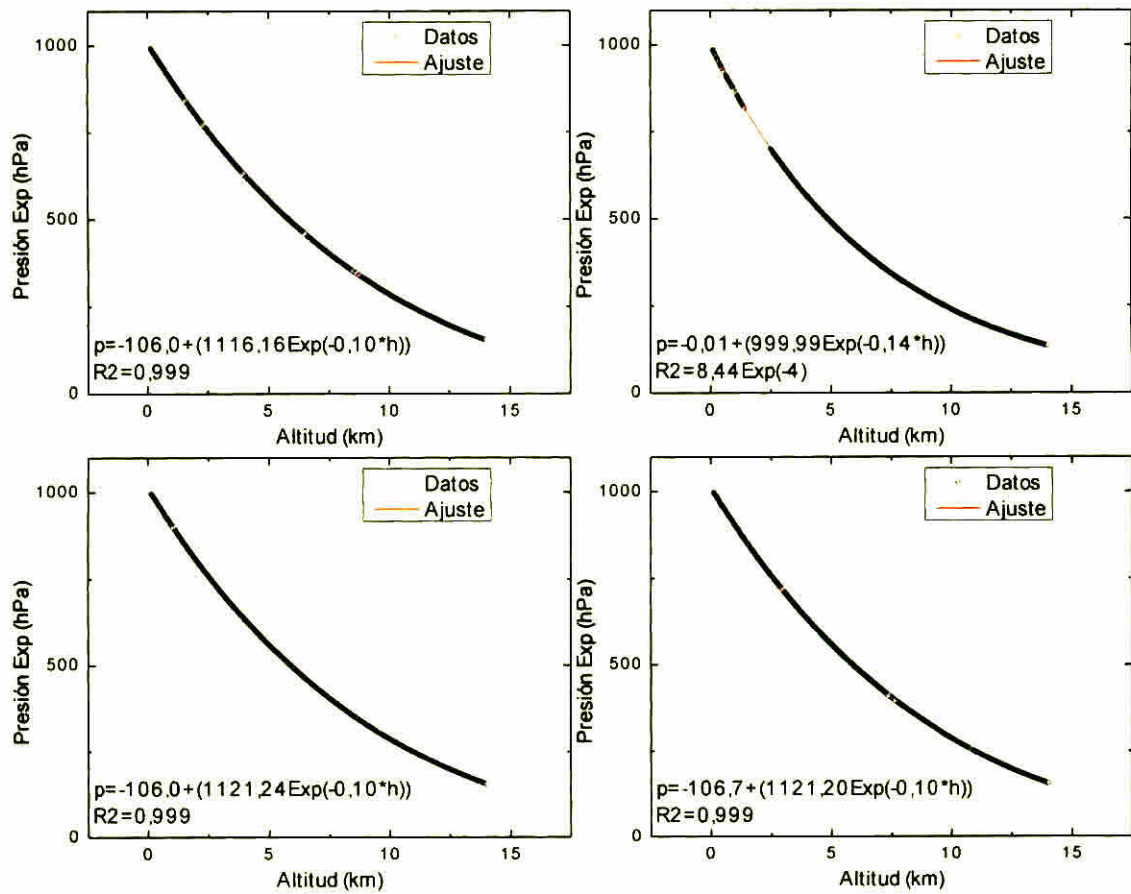 1000
500
0
Presión Exp (hPa)
Datos
Ajuste
p=-106,0+(1116,16Exp(-0,10*h))
R2=0,999
0
5
10
15
Altitud (km)
1000
500
0
Presión Exp (hPa)
Datos
Ajuste
p=-0,01+(999,99Exp(-0,14*h))
R2=8,44Exp(-4)
0
5
10
15
Altitud (km)
1000
500
0
Presión Exp (hPa)
Datos
Ajuste
p=-106,0+(1121,24Exp(-0,10*h))
R2=0,999
0
5
10
15
Altitud (km)
1000
500
0
Presión Exp (hPa)
Datos
Ajuste
p=-106,7+(1121,20Exp(-0,10*h))
R2=0,999
0
5
10
15
Altitud (km)